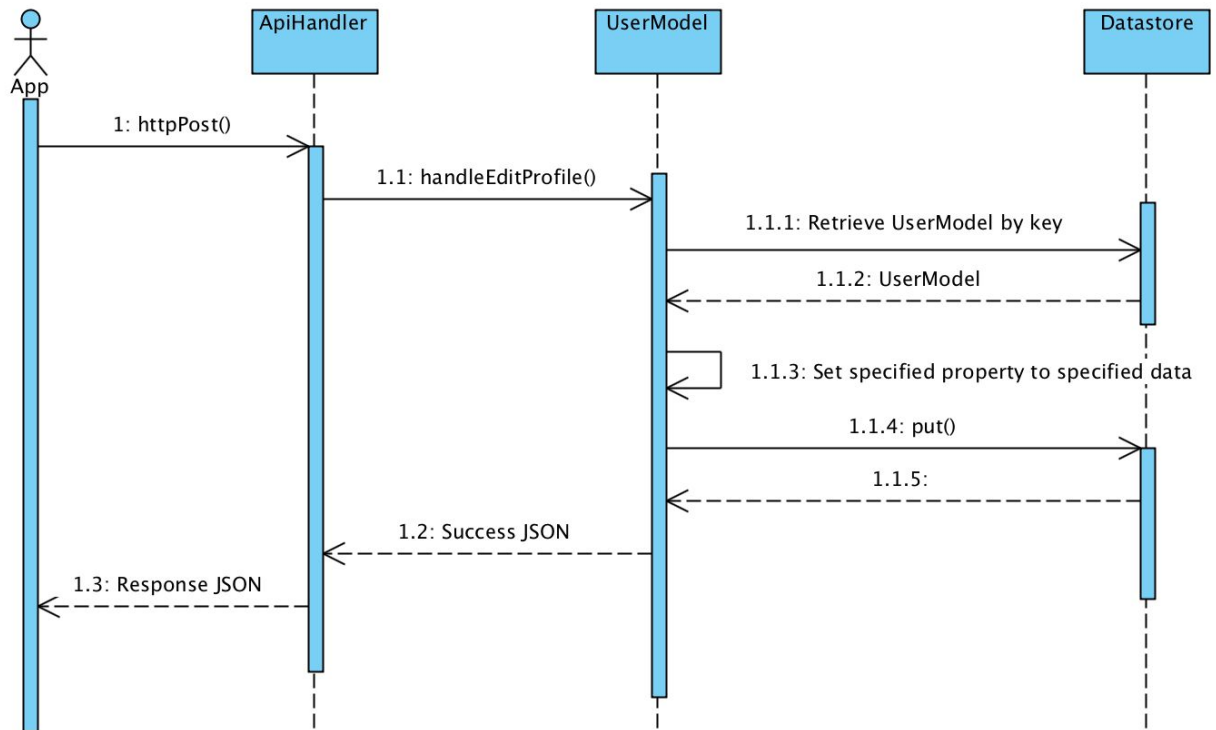 ApiHandler
UserModel
Datastore
App
1: httpPost()
1.1: handleEditProfile()
1.1.1: Retrieve UserModel by key
1.1.2: UserModel
1.1.3: Set specified property to specified data
1.1.4: put()
1.1.5:
1.2: Success JSON
1.3: Response JSON